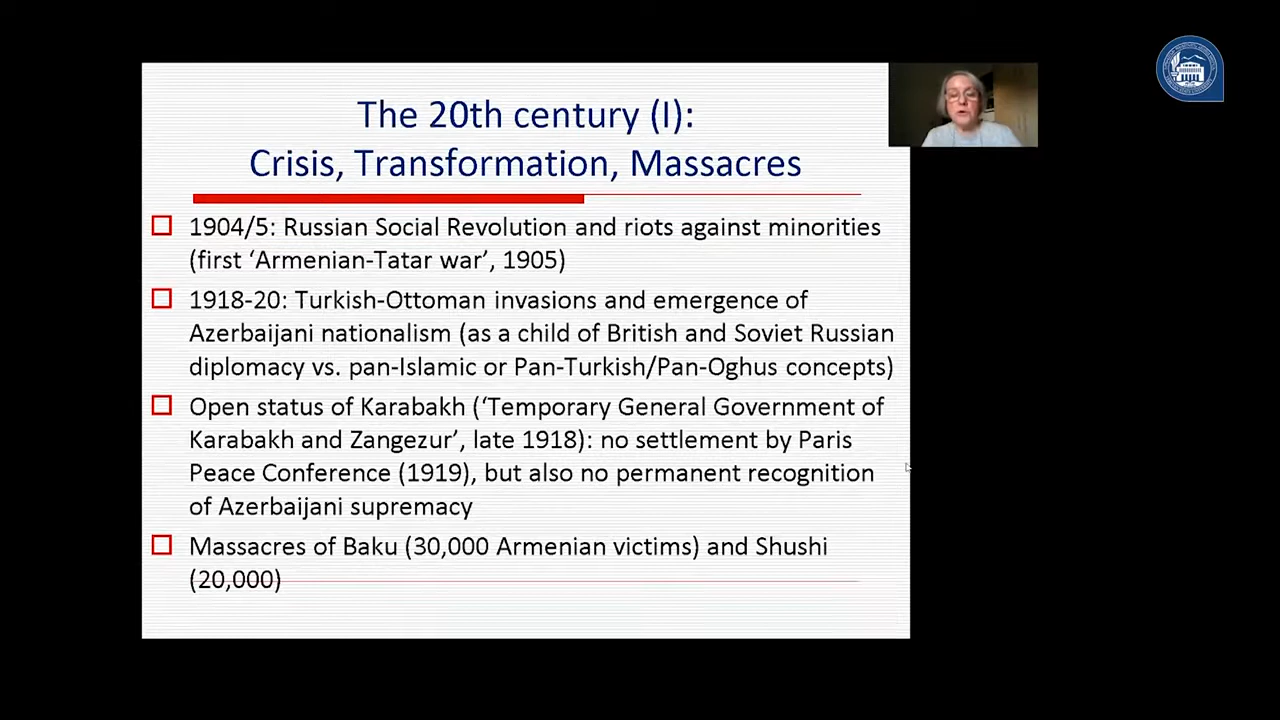 The 20th century (I):
Crisis, Transformation, Massacres
1904/5: Russian Social Revolution and riots against minorities
(first ‘Armenian-Tatar war’, 1905)
1918-20: Turkish-Ottoman invasions and emergence of
Azerbaijani nationalism (as a child of British and Soviet Russian
diplomacy vs. pan-Islamic or Pan-Turkish/Pan-Oghus concepts)
Open status of Karabakh (‘Temporary General Government of
Karabakh and Zangezur’, late 1918): no settlement by Paris
Peace Conference (1919), but also no permanent recognition
of Azerbaijani supremacy
Massacres of Baku (30,000 Armenian victims) and Shushi
(20,000)